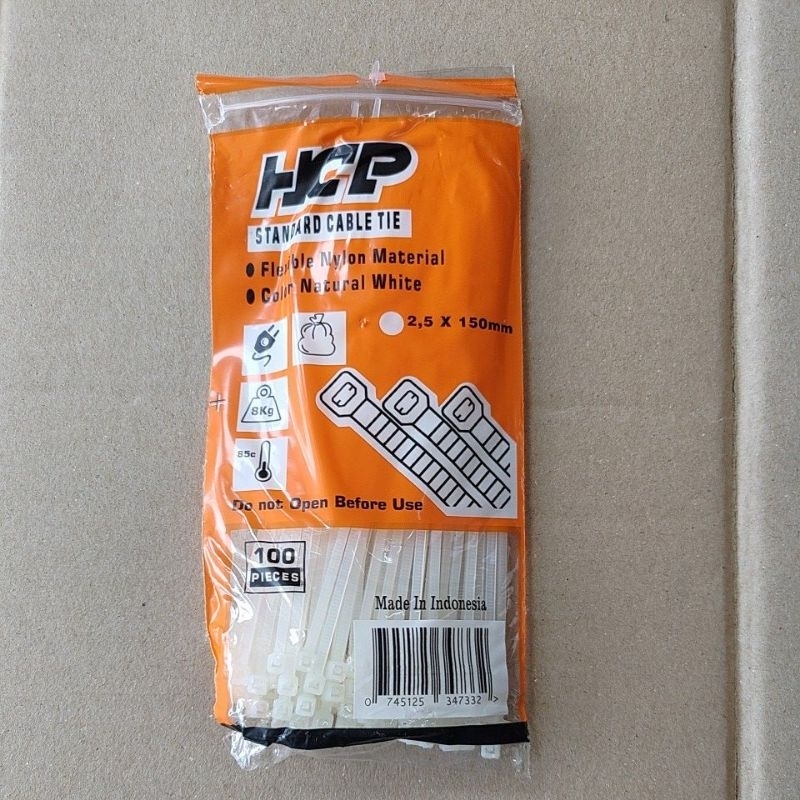 HCP
STANDARD CABLE TIE
● Flexible Nylon Material
● Color Natural White
2,5 X 150mm
8Kg
85c
Do not Open Before Use
100
PIECES
Made In Indonesia
0 745125 347332 >